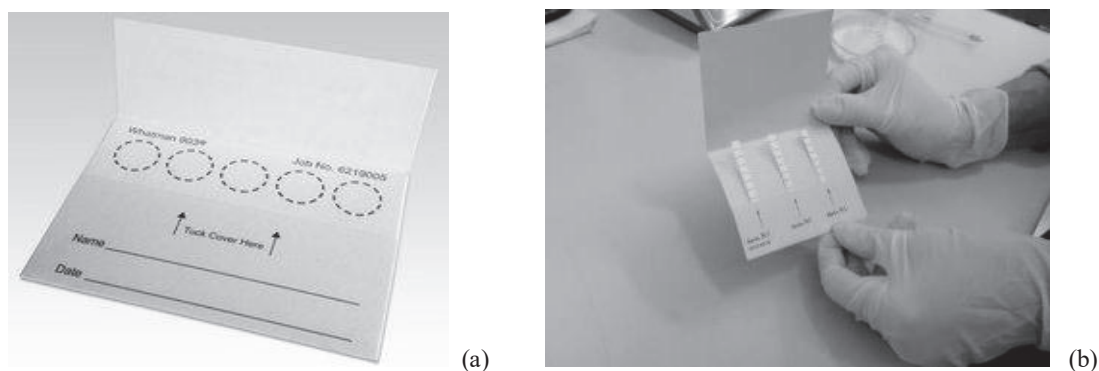 Whatman 903®
Job No. 6219005
Tuck Cover Here
Name
Date
(a)
(b)